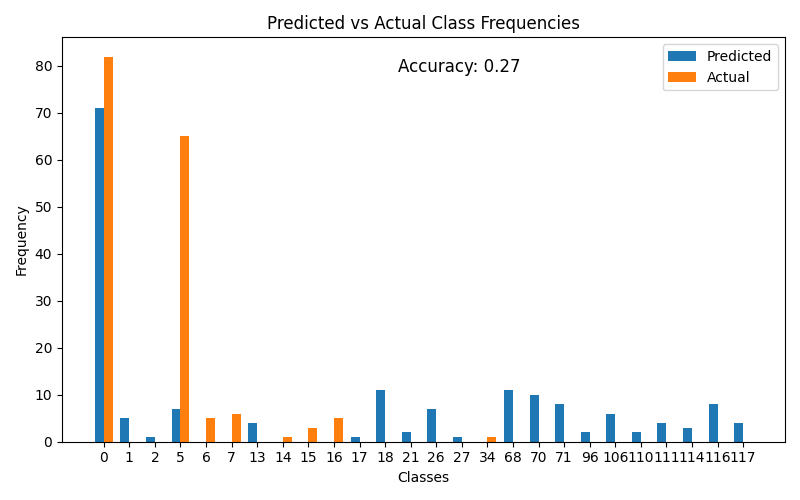 Predicted vs Actual Class Frequencies
Accuracy: 0.27
Predicted
Actual
80
70
60
50
40
30
20
10
0
Frequency
0 1 2 5 6 7 13 14 15 16 17 18 21 26 27 34 68 70 71 96 106 110 111 114 116 117
Classes